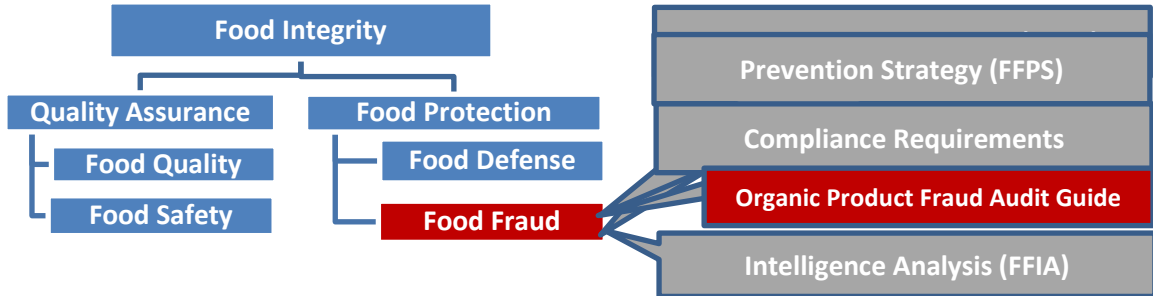 Food Integrity
Quality Assurance
Food Quality
Food Safety
Food Protection
Food Defense
Food Fraud
Prevention Strategy (FFPS)
Compliance Requirements
Organic Product Fraud Audit Guide
Intelligence Analysis (FFIA)